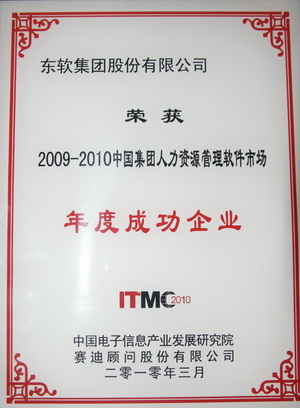 东软集团股份有限公司
荣获
2009-2010中国集团人力资源管理软件市场
年度成功企业
ITMC 2010
中国电子信息产业发展研究院
赛迪顾问股份有限公司
二零一零年三月